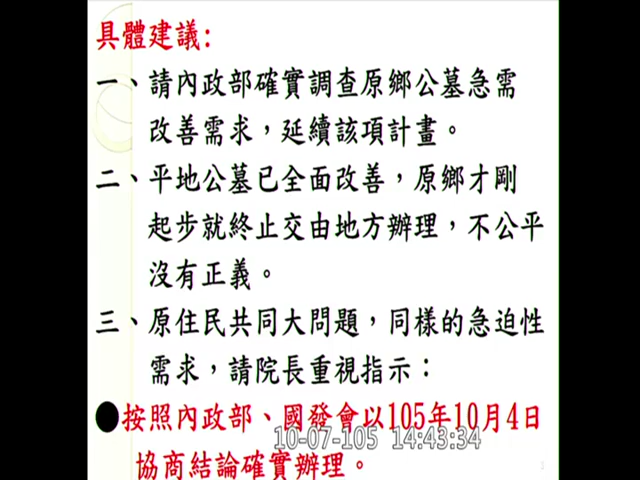 具體建議:
一、請內政部確實調查原鄉公墓急需
改善需求，延續該項計畫。
二、平地公墓已全面改善，原鄉才剛
起步就終止交由地方辦理，不公平
沒有正義。
三、原住民共同大問題，同樣的急迫性
需求，請院長重視指示：
●按照內政部、國發會以105年10月4日
10-07-105 14:43:34
協商結論確實辦理。